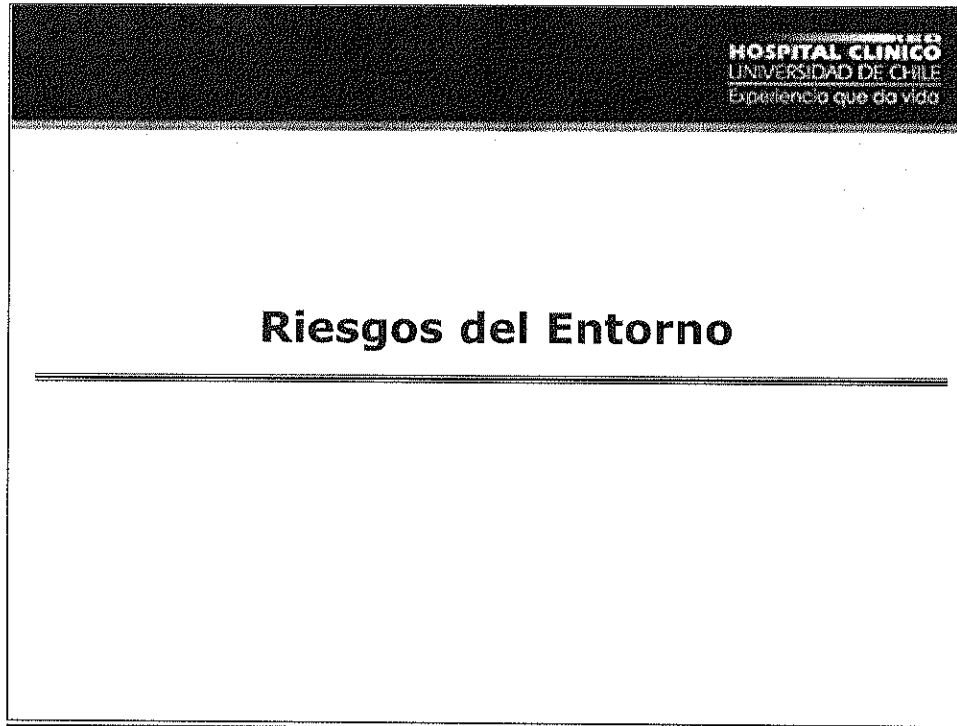 HOSPITAL CLINICO
UNIVERSIDAD DE CHILE
Experiencia que da vida
Riesgos del Entorno